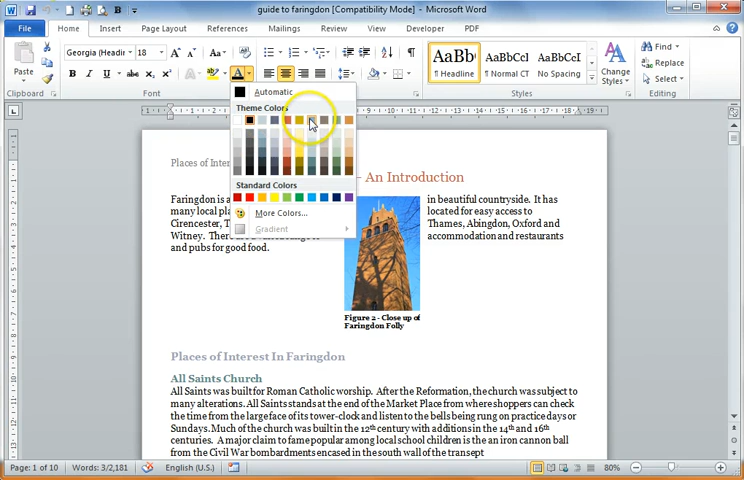 guide to faringdon [Compatibility Mode] - Microsoft Word
File Home Insert Page Layout References Mailings Review View Developer PDF
Georgia (Headin 18
Paste
AaBbC AaBbCcI AaBbCcI
¶ Headline ¶ Normal CT No Spacing
Change Styles
Find
Replace
Select
Clipboard Font Styles Editing
Automatic
Theme Colors
Standard Colors
More Colors...
Gradient
Places of Inter
– An Introduction
Faringdon is a
many local pla
Cirencester, T
Witney. There
and pubs for good food.
in beautiful countryside. It has
located for easy access to
Thames, Abingdon, Oxford and
accommodation and restaurants
Figure 2 - Close up of
Faringdon Folly
Places of Interest In Faringdon
All Saints Church
All Saints was built for Roman Catholic worship. After the Reformation, the church was subject to
many alterations. All Saints stands at the end of the Market Place from where shoppers can check
the time from the large face of its tower-clock and listen to the bells being rung on practice days or
Sundays. Much of the church was built in the 12th century with additions in the 14th and 16th
centuries. A major claim to fame popular among local school children is the an iron cannon ball
from the Civil War bombardments encased in the south wall of the transept
Page: 1 of 10 Words: 3/2,181 English (U.S.) 80%